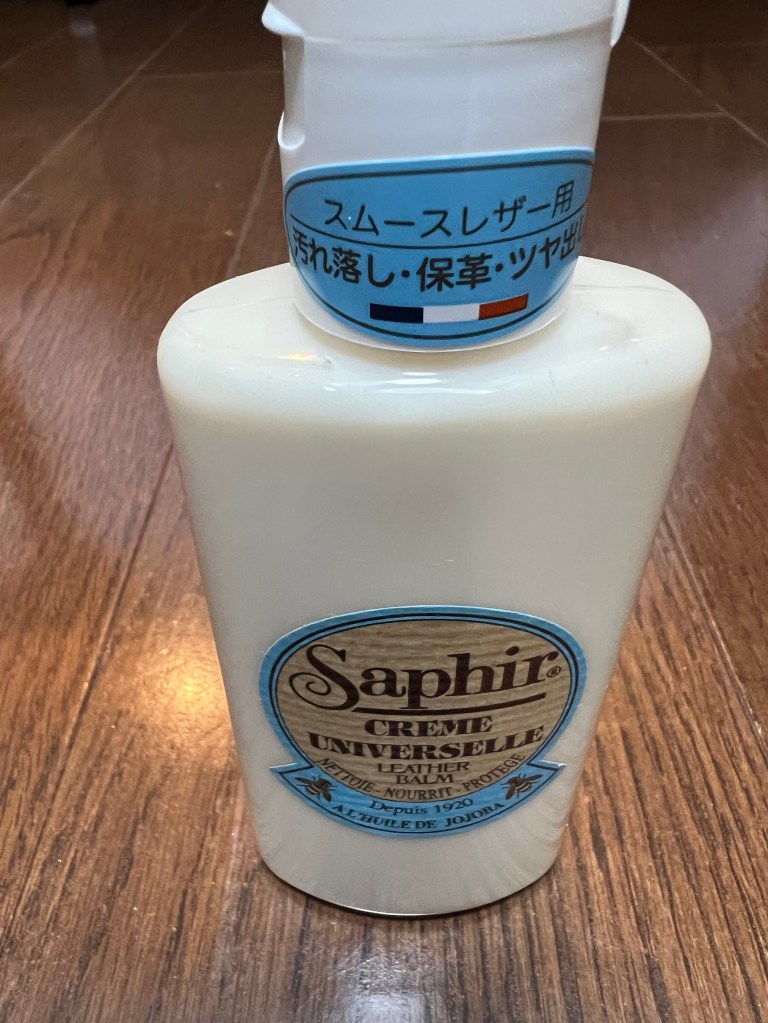 スムースレザー用
汚れ落し・保革・ツヤ出し
Saphir®
CREME
UNIVERSELLE
LEATHER
BALM
NETTOIE - NOURRIT - PROTEGE
Depuis 1920
A L'HUILE DE JOJOBA